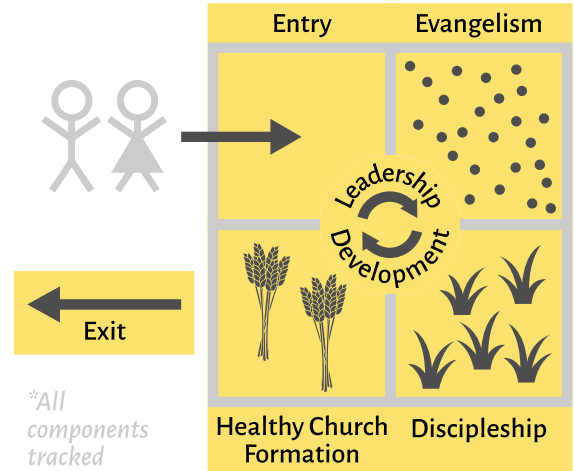 Entry
Evangelism
Leadership
Development
Exit
*All
components
tracked
Healthy Church
Formation
Discipleship